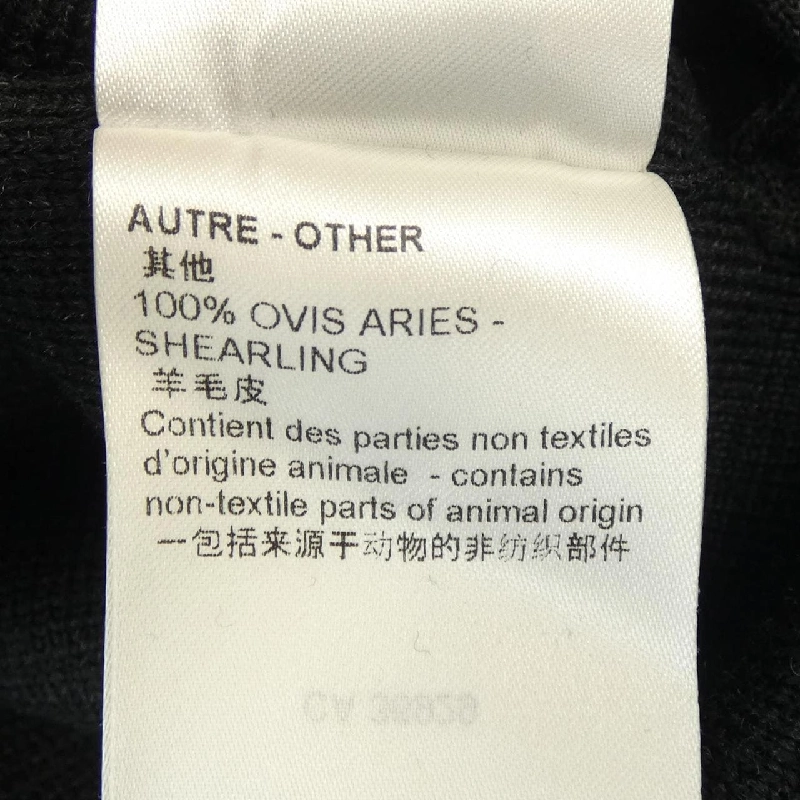 AUTRE - OTHER
其他
100% OVIS ARIES -
SHEARLING
羊毛皮
Contient des parties non textiles
d'origine animale - contains
non-textile parts of animal origin
一包括来源于动物的非纺织部件